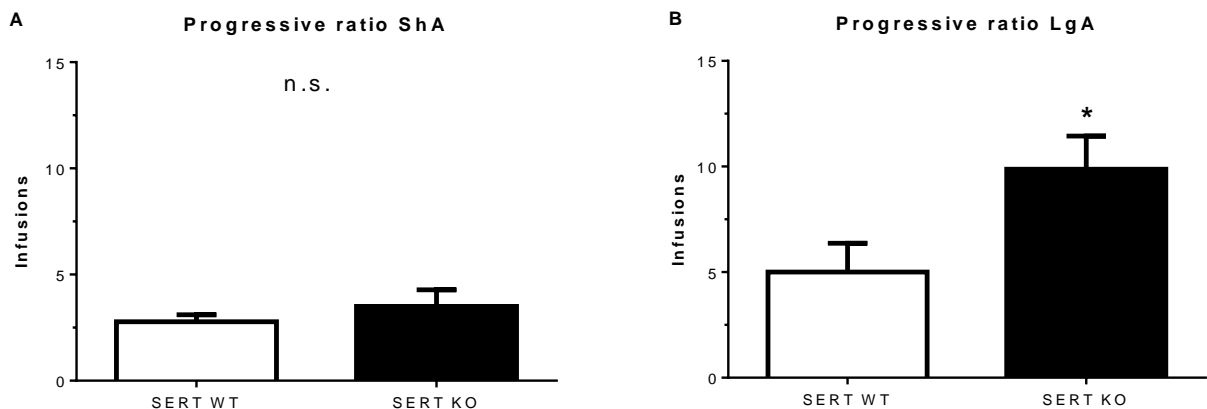 A
Progressive ratio ShA
15
n.s.
10
Infusions
5
0
SERT WT SERT KO
B
Progressive ratio LgA
15
*
10
Infusions
5
0
SERT WT SERT KO